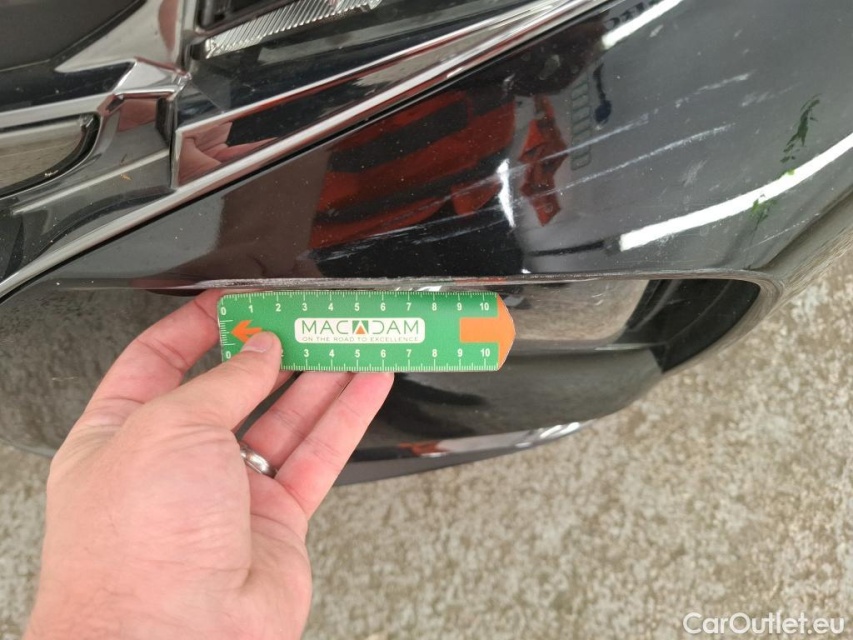 0 1 2 3 4 5 6 7 8 9 10
MACADAM
ON THE ROAD TO EXCELLENCE
0 2 3 4 5 6 7 8 9 10
CarOutlet.eu